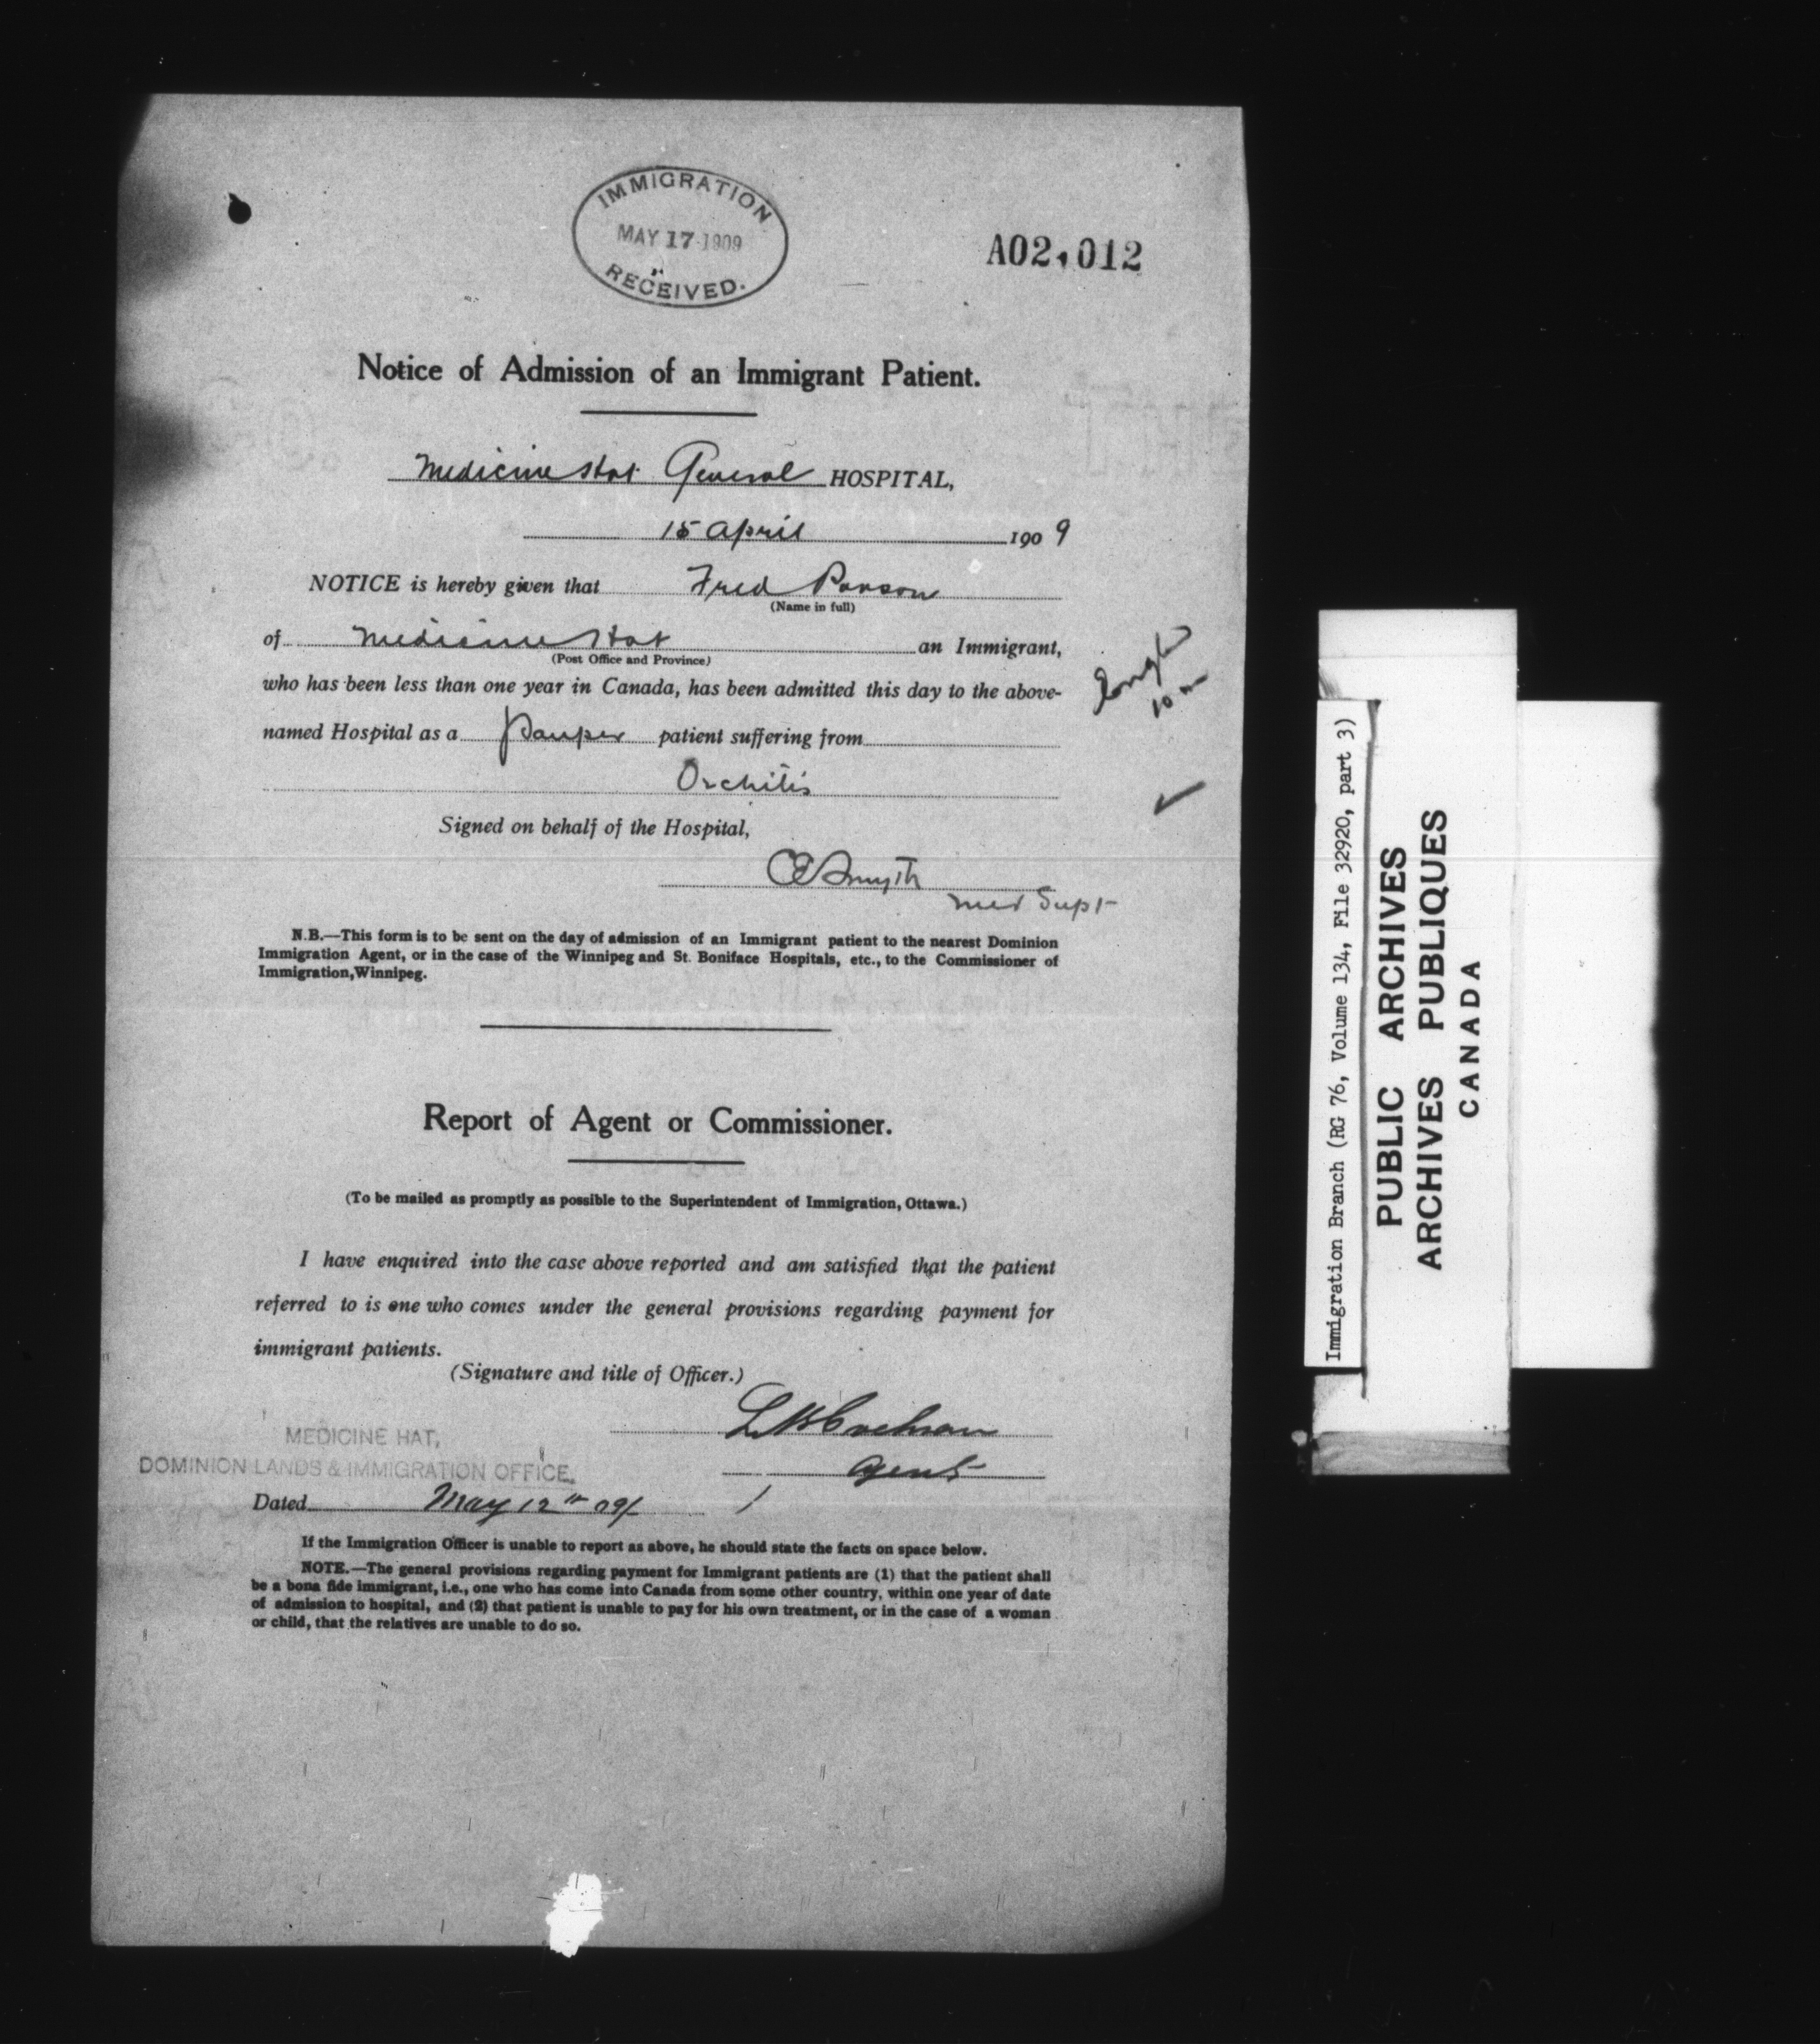 IMMIGRATION
MAY 17 1909
RECEIVED.
A02,012
Notice of Admission of an Immigrant Patient.
Medicine Hat General HOSPITAL,
15 April 1909
NOTICE is hereby given that Fred Parson
(Name in full)
of Medicine Hat an Immigrant,
(Post Office and Province)
who has been less than one year in Canada, has been admitted this day to the above-
named Hospital as a Pauper patient suffering from
Orchitis
Signed on behalf of the Hospital,
CE Smyth
Med Supt
N.B.—This form is to be sent on the day of admission of an Immigrant patient to the nearest Dominion
Immigration Agent, or in the case of the Winnipeg and St. Boniface Hospitals, etc., to the Commissioner of
Immigration, Winnipeg.
Report of Agent or Commissioner.
(To be mailed as promptly as possible to the Superintendent of Immigration, Ottawa.)
I have enquired into the case above reported and am satisfied that the patient
referred to is one who comes under the general provisions regarding payment for
immigrant patients.
(Signature and title of Officer.)
Cochran
Agent
MEDICINE HAT,
DOMINION LANDS & IMMIGRATION OFFICE.
Dated May 12th 09/
If the Immigration Officer is unable to report as above, he should state the facts on space below.
NOTE.—The general provisions regarding payment for Immigrant patients are (1) that the patient shall
be a bona fide immigrant, i.e., one who has come into Canada from some other country, within one year of date
of admission to hospital, and (2) that patient is unable to pay for his own treatment, or in the case of a woman
or child, that the relatives are unable to do so.
Immigration Branch (RG 76, Volume 134, File 32920, part 3)
PUBLIC ARCHIVES
ARCHIVES PUBLIQUES
CANADA